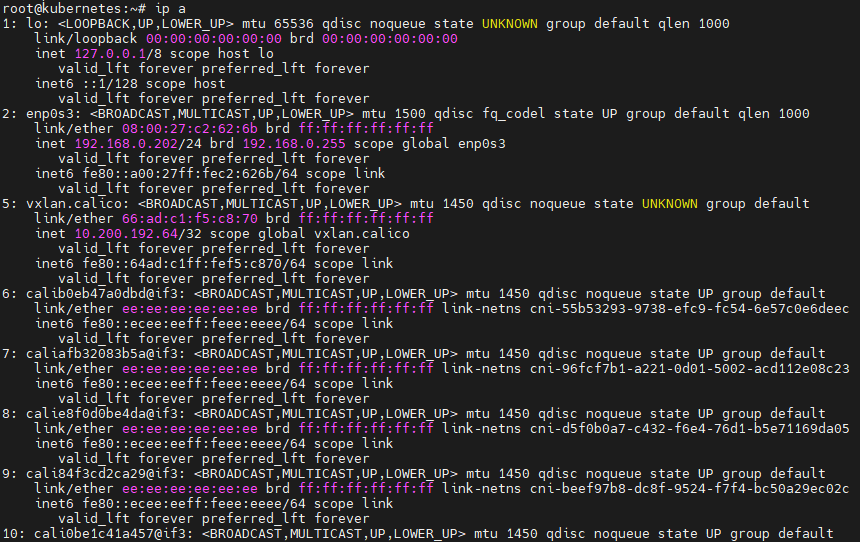 root@kubernetes:~# ip a
1: lo: <LOOPBACK,UP,LOWER_UP> mtu 65536 qdisc noqueue state UNKNOWN group default qlen 1000
link/loopback 00:00:00:00:00:00 brd 00:00:00:00:00:00
inet 127.0.0.1/8 scope host lo
valid_lft forever preferred_lft forever
inet6 ::1/128 scope host
valid_lft forever preferred_lft forever
2: enp0s3: <BROADCAST,MULTICAST,UP,LOWER_UP> mtu 1500 qdisc fq_codel state UP group default qlen 1000
link/ether 08:00:27:c2:62:6b brd ff:ff:ff:ff:ff:ff
inet 192.168.0.202/24 brd 192.168.0.255 scope global enp0s3
valid_lft forever preferred_lft forever
inet6 fe80::a00:27ff:fec2:626b/64 scope link
valid_lft forever preferred_lft forever
5: vxlan.calico: <BROADCAST,MULTICAST,UP,LOWER_UP> mtu 1450 qdisc noqueue state UNKNOWN group default
link/ether 66:ad:c1:f5:c8:70 brd ff:ff:ff:ff:ff:ff
inet 10.200.192.64/32 scope global vxlan.calico
valid_lft forever preferred_lft forever
inet6 fe80::64ad:c1ff:fef5:c870/64 scope link
valid_lft forever preferred_lft forever
6: calib0eb47a0dbd@if3: <BROADCAST,MULTICAST,UP,LOWER_UP> mtu 1450 qdisc noqueue state UP group default
link/ether ee:ee:ee:ee:ee:ee brd ff:ff:ff:ff:ff:ff link-netns cni-55b53293-9738-efc9-fc54-6e57c0e6deec
inet6 fe80::ecee:eeff:feee:eeee/64 scope link
valid_lft forever preferred_lft forever
7: caliafb32083b5a@if3: <BROADCAST,MULTICAST,UP,LOWER_UP> mtu 1450 qdisc noqueue state UP group default
link/ether ee:ee:ee:ee:ee:ee brd ff:ff:ff:ff:ff:ff link-netns cni-96fcf7b1-a221-0d01-5002-acd112e08c23
inet6 fe80::ecee:eeff:feee:eeee/64 scope link
valid_lft forever preferred_lft forever
8: calie8f0d0be4da@if3: <BROADCAST,MULTICAST,UP,LOWER_UP> mtu 1450 qdisc noqueue state UP group default
link/ether ee:ee:ee:ee:ee:ee brd ff:ff:ff:ff:ff:ff link-netns cni-d5f0b0a7-c432-f6e4-76d1-b5e71169da05
inet6 fe80::ecee:eeff:feee:eeee/64 scope link
valid_lft forever preferred_lft forever
9: cali84f3cd2ca29@if3: <BROADCAST,MULTICAST,UP,LOWER_UP> mtu 1450 qdisc noqueue state UP group default
link/ether ee:ee:ee:ee:ee:ee brd ff:ff:ff:ff:ff:ff link-netns cni-beef97b8-dc8f-9524-f7f4-bc50a29ec02c
inet6 fe80::ecee:eeff:feee:eeee/64 scope link
valid_lft forever preferred_lft forever
10: cali0be1c41a457@if3: <BROADCAST,MULTICAST,UP,LOWER_UP> mtu 1450 qdisc noqueue state UP group default